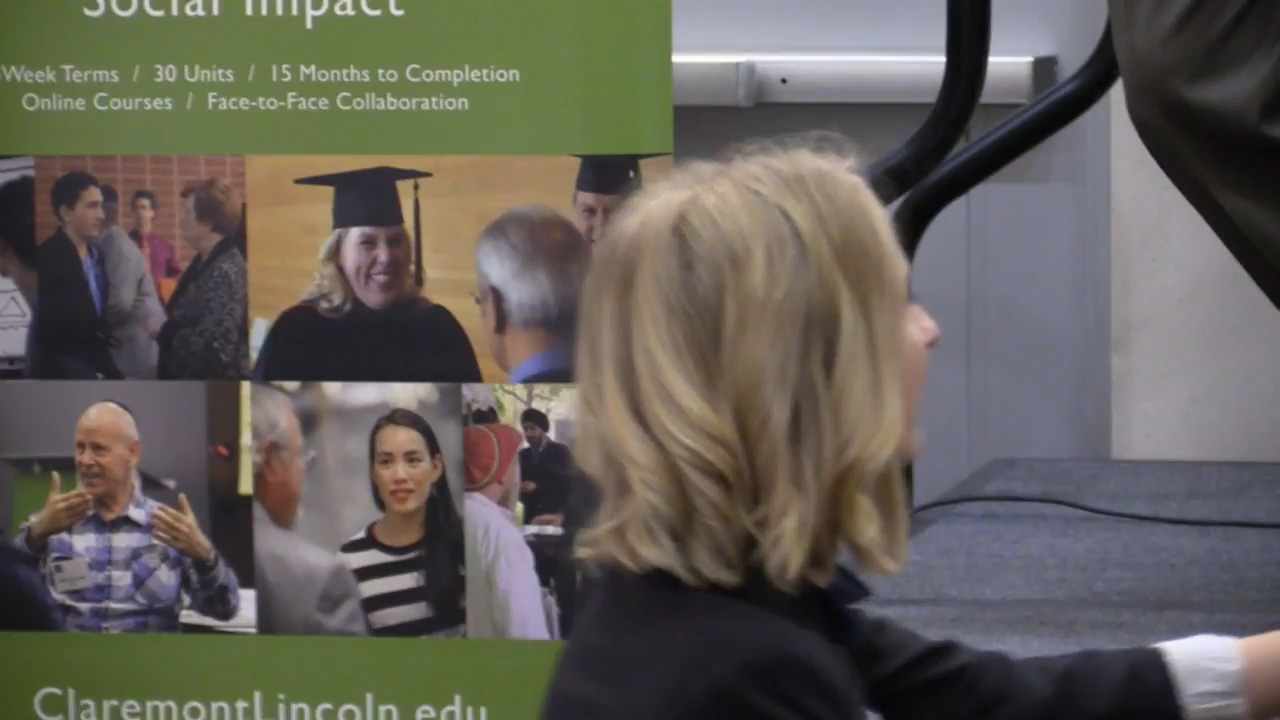 Social Impact
Week Terms / 30 Units / 15 Months to Completion
Online Courses / Face-to-Face Collaboration
ClaremontLincoln.edu